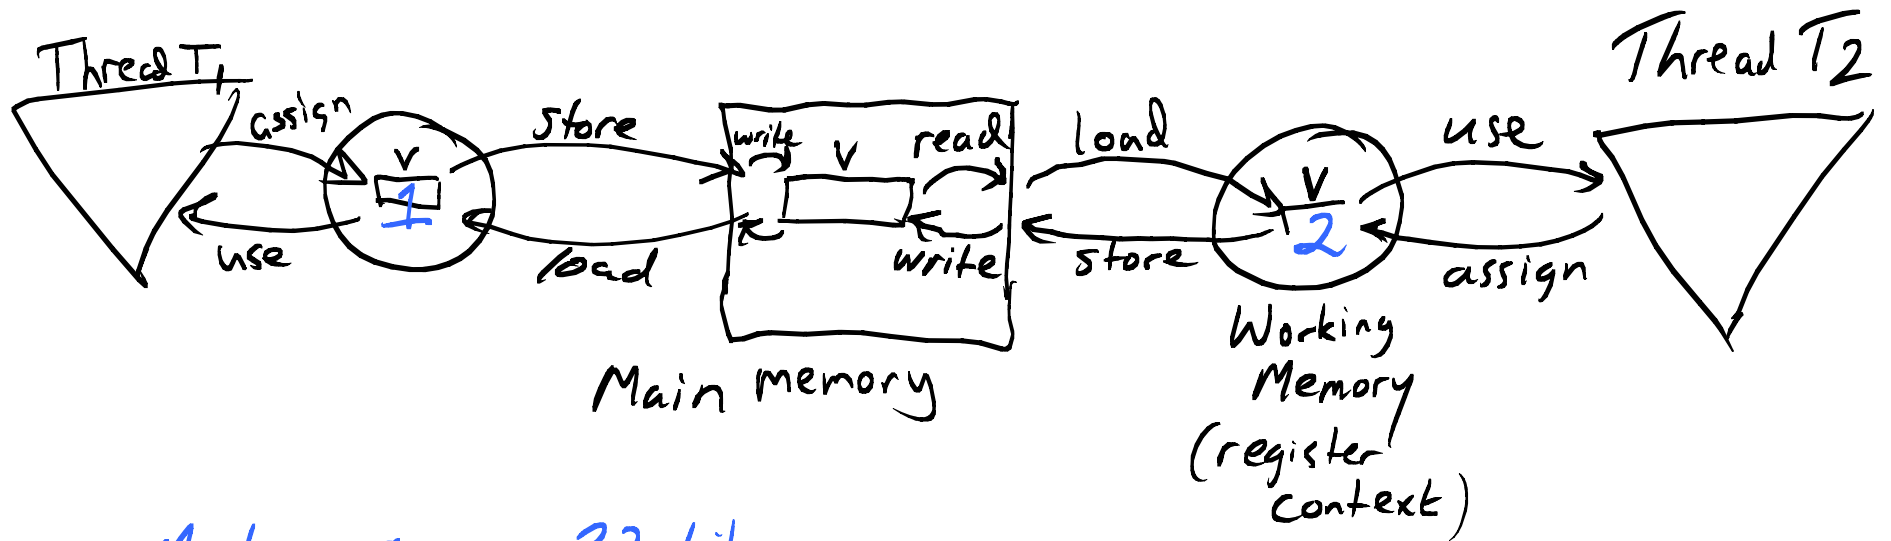 Thread T1
Thread T2
assign
v
1
use
store
load
write
v
read
write
load
store
v
2
use
assign
Main memory
Working
Memory
(register
context)
32